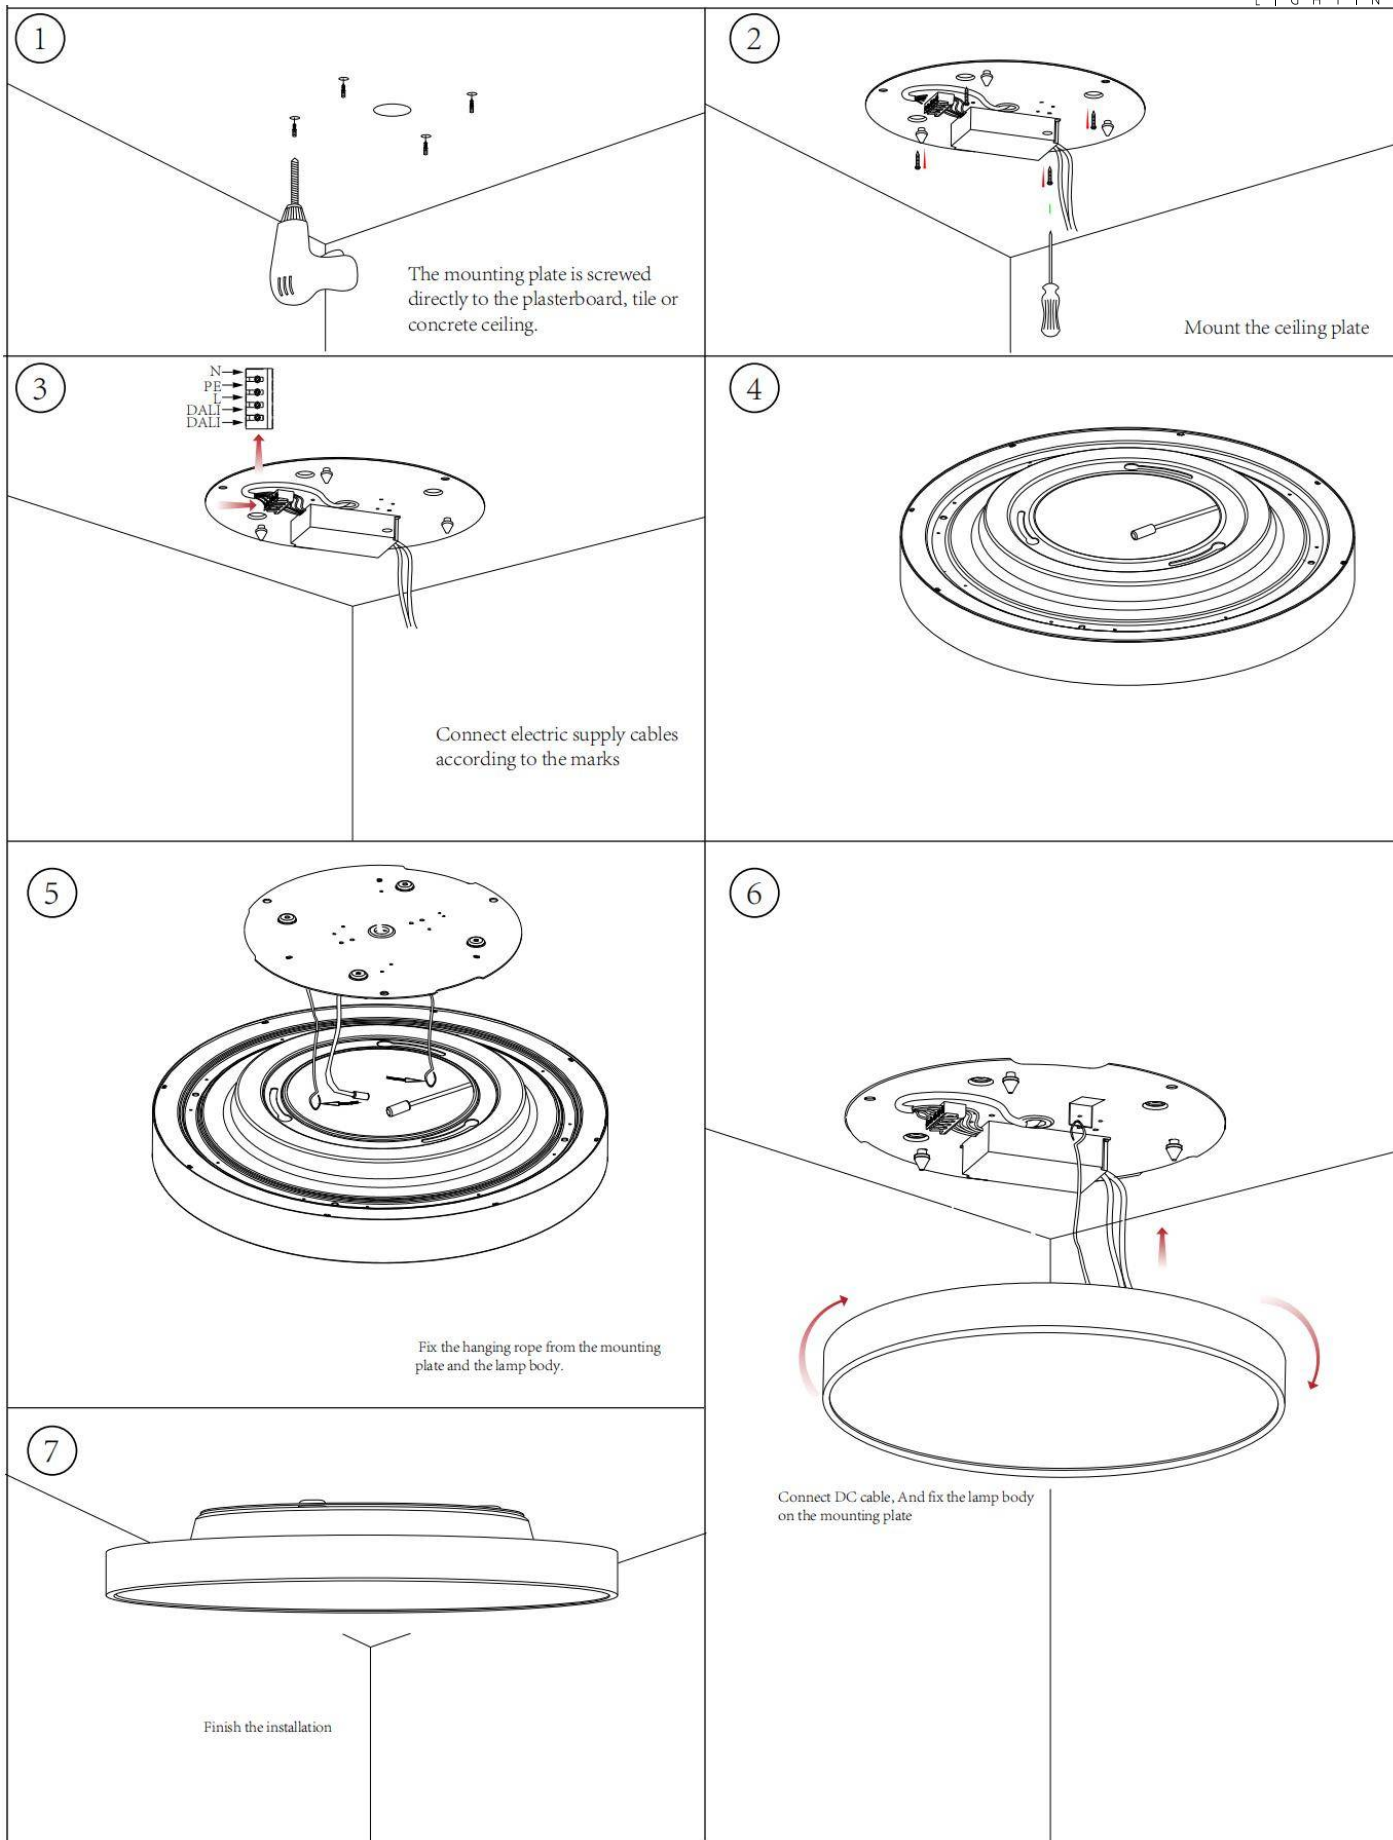 L I G H T I N
1
The mounting plate is screwed
directly to the plasterboard, tile or
concrete ceiling.
2
Mount the ceiling plate
3
N
PE
L
DALI
DALI
Connect electric supply cables
according to the marks
4
5
Fix the hanging rope from the mounting
plate and the lamp body.
6
Connect DC cable, And fix the lamp body
on the mounting plate
7
Finish the installation